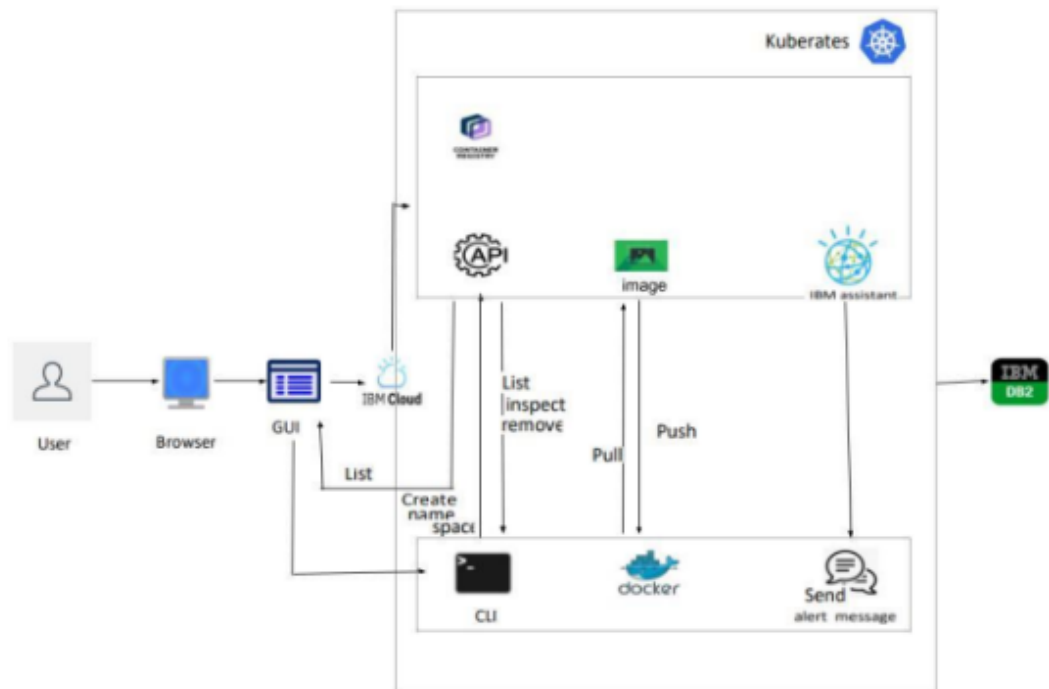 Kuberates
CONTAINER
REGISTRY
API
image
IBM assistant
IBM Cloud
User
Browser
GUI
List
inspect
remove
Push
Pull
List
Create
name
space
IBM
DB2
>_
CLI
docker
Send
alert message